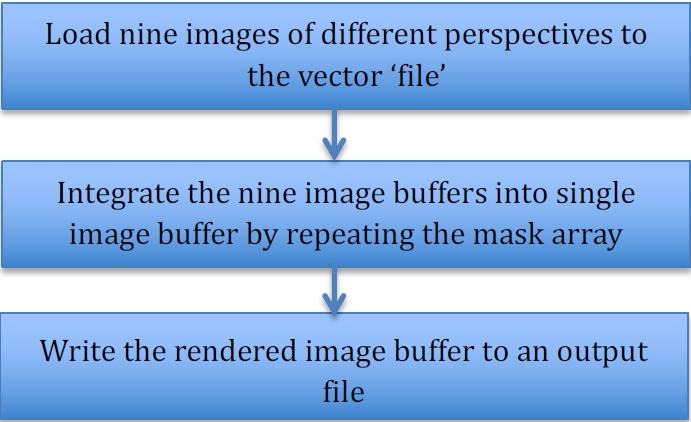 Load nine images of different perspectives to
the vector ‘file’
Integrate the nine image buffers into single
image buffer by repeating the mask array
Write the rendered image buffer to an output
file